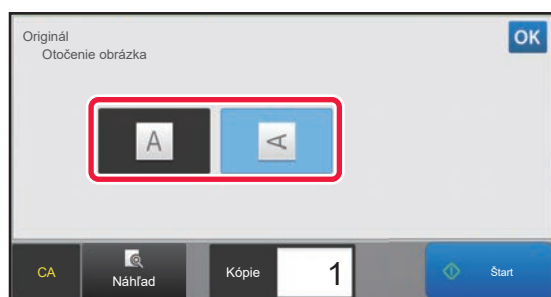 Originál
OK
Otočenie obrázka
A
A
CA
Náhľad
Kópie
1
Štart